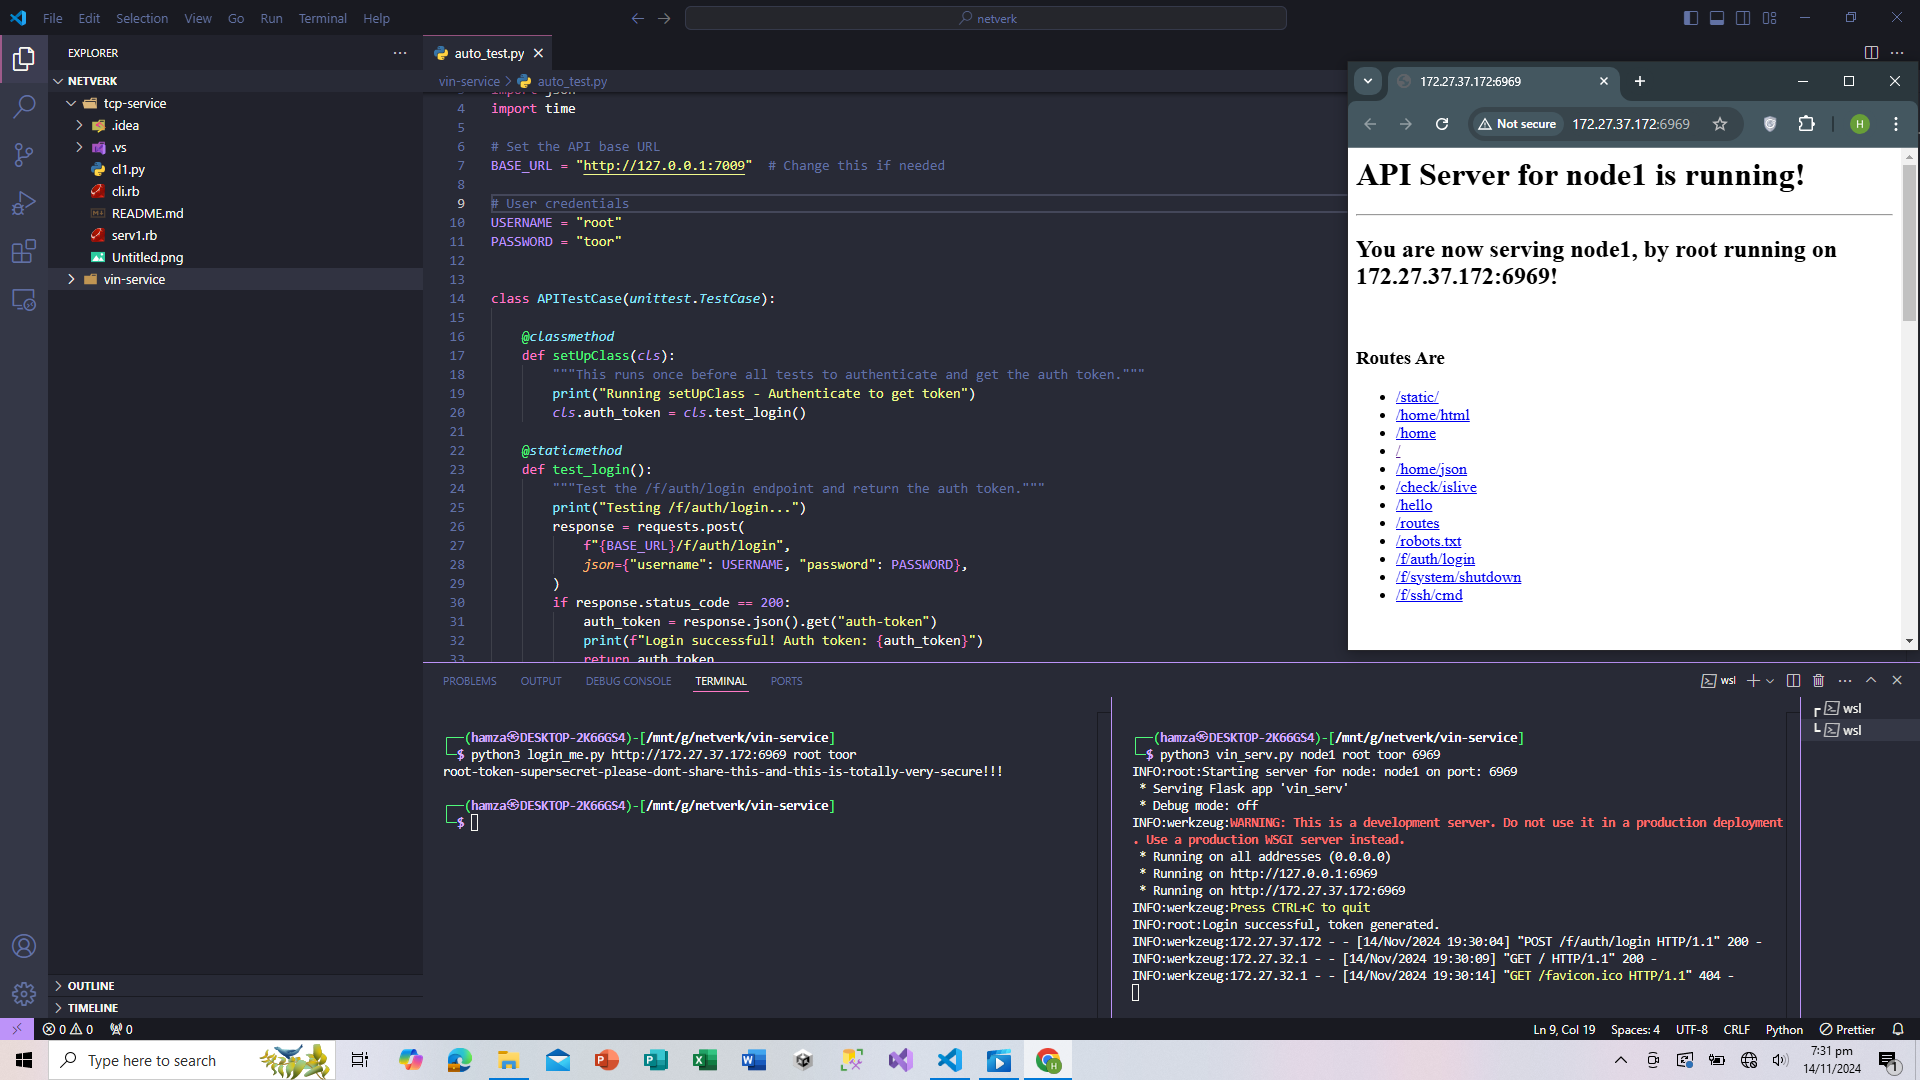 File Edit Selection View Go Run Terminal Help
netverk
EXPLORER
NETVERK
tcp-service
.idea
.vs
cl1.py
cli.rb
README.md
serv1.rb
Untitled.png
vin-service
OUTLINE
TIMELINE
auto_test.py
vin-service > auto_test.py
3 import json
4 import time
5
6 # Set the API base URL
7 BASE_URL = "http://127.0.0.1:7009"  # Change this if needed
8
9 # User credentials
10 USERNAME = "root"
11 PASSWORD = "toor"
12
13
14 class APITestCase(unittest.TestCase):
15
16 @classmethod
17 def setUpClass(cls):
18 """This runs once before all tests to authenticate and get the auth token."""
19 print("Running setUpClass - Authenticate to get token")
20 cls.auth_token = cls.test_login()
21
22 @staticmethod
23 def test_login():
24 """Test the /f/auth/login endpoint and return the auth token."""
25 print("Testing /f/auth/login...")
26 response = requests.post(
27 f"{BASE_URL}/f/auth/login",
28 json={"username": USERNAME, "password": PASSWORD},
29 )
30 if response.status_code == 200:
31 auth_token = response.json().get("auth-token")
32 print(f"Login successful! Auth token: {auth_token}")
33 return auth_token
172.27.37.172:6969
Not secure 172.27.37.172:6969 H
API Server for node1 is running!
You are now serving node1, by root running on
172.27.37.172:6969!
Routes Are
/static/
/home/html
/home
/
/home/json
/check/islive
/hello
/routes
/robots.txt
/f/auth/login
/f/system/shutdown
/f/ssh/cmd
PROBLEMS OUTPUT DEBUG CONSOLE TERMINAL PORTS
wsl
wsl
wsl
(hamza㉿DESKTOP-2K66GS4)-[/mnt/g/netverk/vin-service]
$ python3 login_me.py http://172.27.37.172:6969 root toor
root-token-supersecret-please-dont-share-this-and-this-is-totally-very-secure!!!
(hamza㉿DESKTOP-2K66GS4)-[/mnt/g/netverk/vin-service]
$
(hamza㉿DESKTOP-2K66GS4)-[/mnt/g/netverk/vin-service]
$ python3 vin_serv.py node1 root toor 6969
INFO:root:Starting server for node: node1 on port: 6969
* Serving Flask app 'vin_serv'
* Debug mode: off
INFO:werkzeug:WARNING: This is a development server. Do not use it in a production deployment
. Use a production WSGI server instead.
* Running on all addresses (0.0.0.0)
* Running on http://127.0.0.1:6969
* Running on http://172.27.37.172:6969
INFO:werkzeug:Press CTRL+C to quit
INFO:root:Login successful, token generated.
INFO:werkzeug:172.27.37.172 - - [14/Nov/2024 19:30:04] "POST /f/auth/login HTTP/1.1" 200 -
INFO:werkzeug:172.27.32.1 - - [14/Nov/2024 19:30:09] "GET / HTTP/1.1" 200 -
INFO:werkzeug:172.27.32.1 - - [14/Nov/2024 19:30:14] "GET /favicon.ico HTTP/1.1" 404 -
0 0 0 Ln 9, Col 19 Spaces: 4 UTF-8 CRLF Python Prettier
Type here to search
7:31 pm
14/11/2024
1